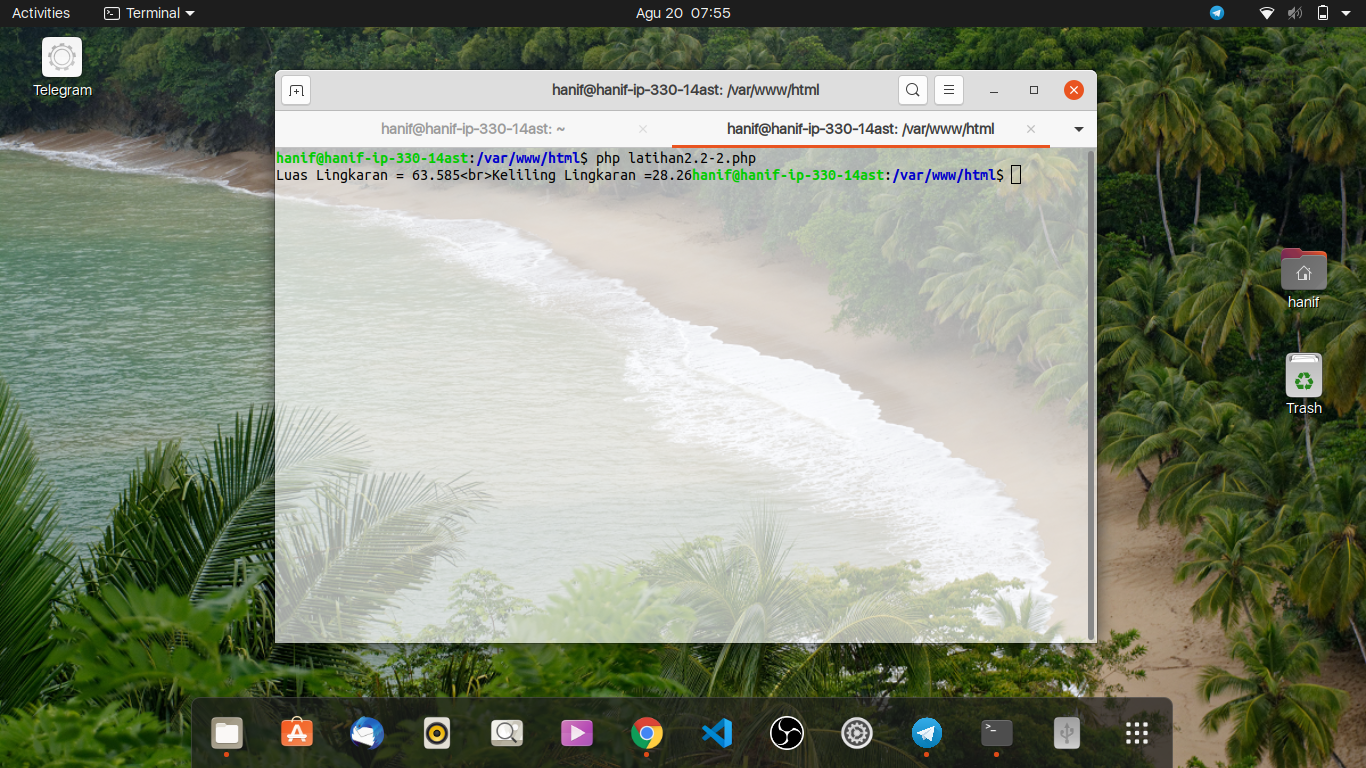 Activities
Terminal
Agu 20 07:55
Telegram
hanif@hanif-ip-330-14ast: /var/www/html
hanif@hanif-ip-330-14ast: ~
hanif@hanif-ip-330-14ast: /var/www/html
hanif@hanif-ip-330-14ast:/var/www/html$ php latihan2.2-2.php
Luas Lingkaran = 63.585<br>Keliling Lingkaran =28.26hanif@hanif-ip-330-14ast:/var/www/html$
hanif
Trash